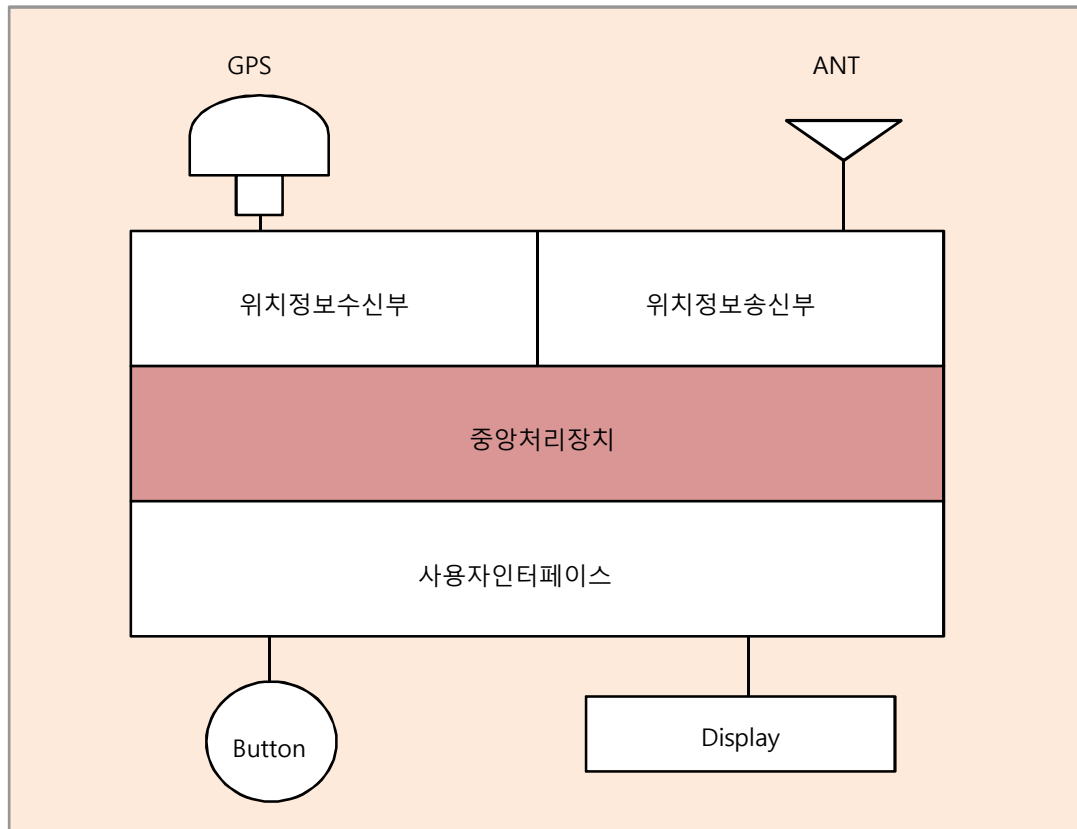 GPS
ANT
위치정보수신부
위치정보송신부
중앙처리장치
사용자인터페이스
Button
Display